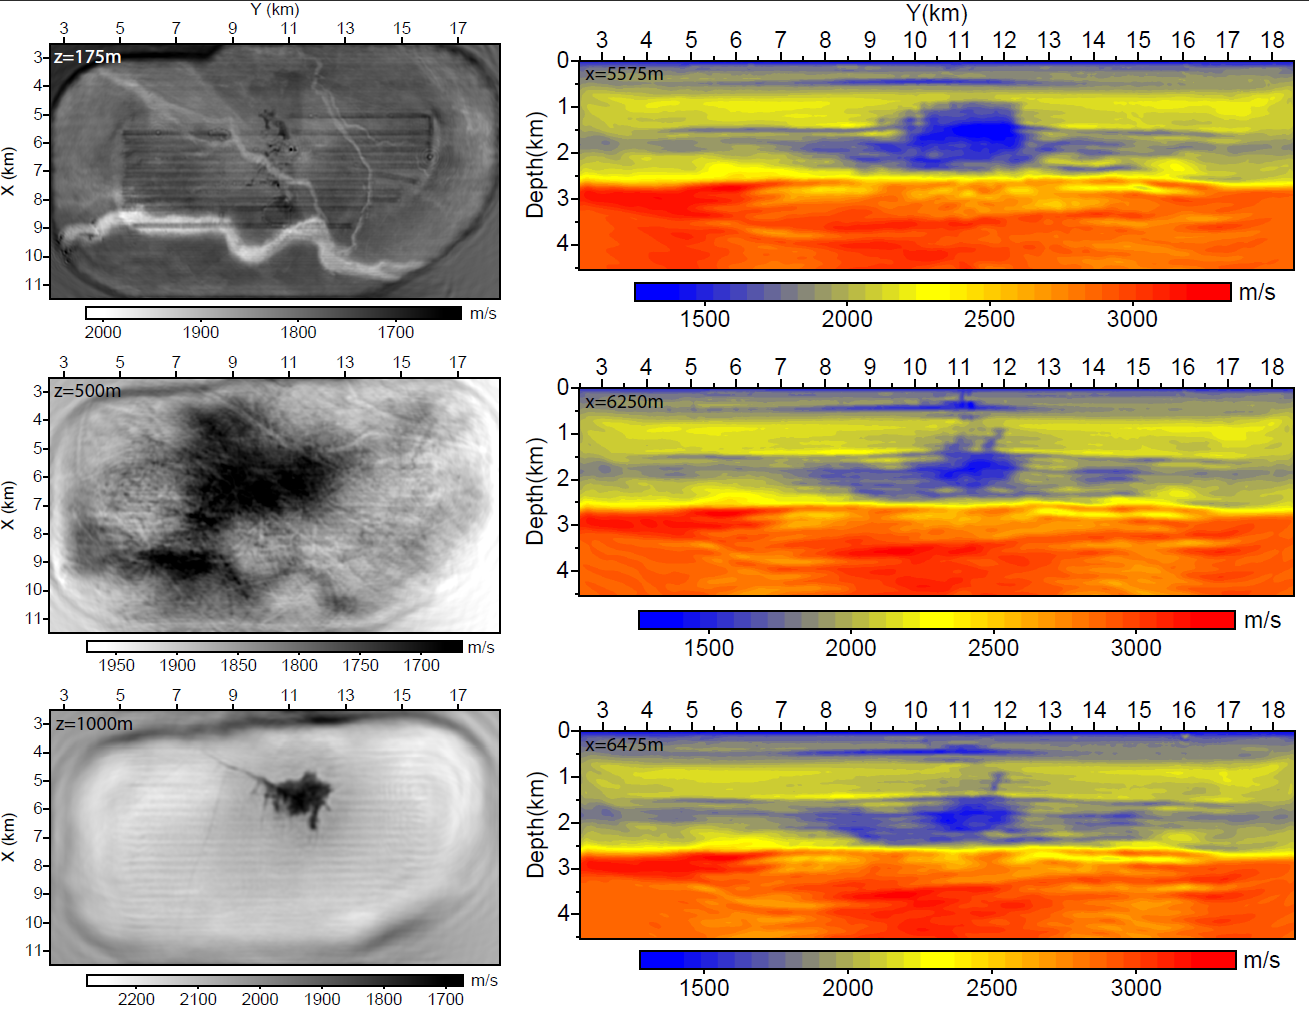 Y (km)
3 5 7 9 11 13 15 17
z=175m
X (km)
3
4
5
6
7
8
9
10
11
2000 1900 1800 1700 m/s
3 5 7 9 11 13 15 17
z=500m
X (km)
3
4
5
6
7
8
9
10
11
1950 1900 1850 1800 1750 1700 m/s
3 5 7 9 11 13 15 17
z=1000m
X (km)
3
4
5
6
7
8
9
10
11
2200 2100 2000 1900 1800 1700 m/s
Y(km)
3 4 5 6 7 8 9 10 11 12 13 14 15 16 17 18
x=5575m
Depth(km)
0
1
2
3
4
1500 2000 2500 3000 m/s
3 4 5 6 7 8 9 10 11 12 13 14 15 16 17 18
x=6250m
Depth(km)
0
1
2
3
4
1500 2000 2500 3000 m/s
3 4 5 6 7 8 9 10 11 12 13 14 15 16 17 18
x=6475m
Depth(km)
0
1
2
3
4
1500 2000 2500 3000 m/s